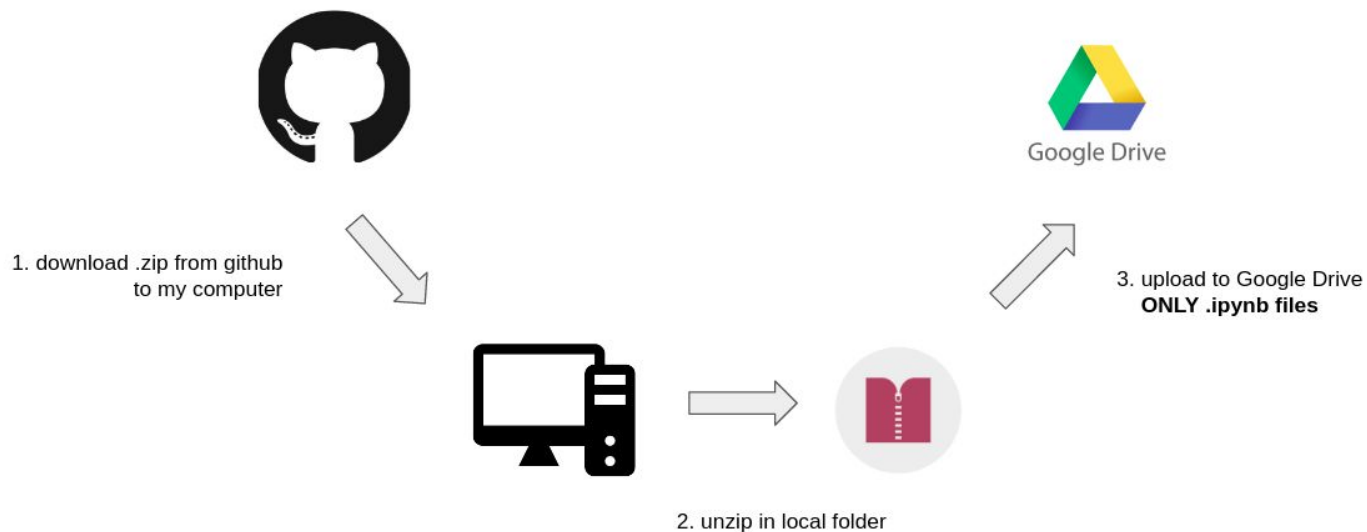 Google Drive
1. download .zip from github
to my computer
3. upload to Google Drive
ONLY .ipynb files
2. unzip in local folder